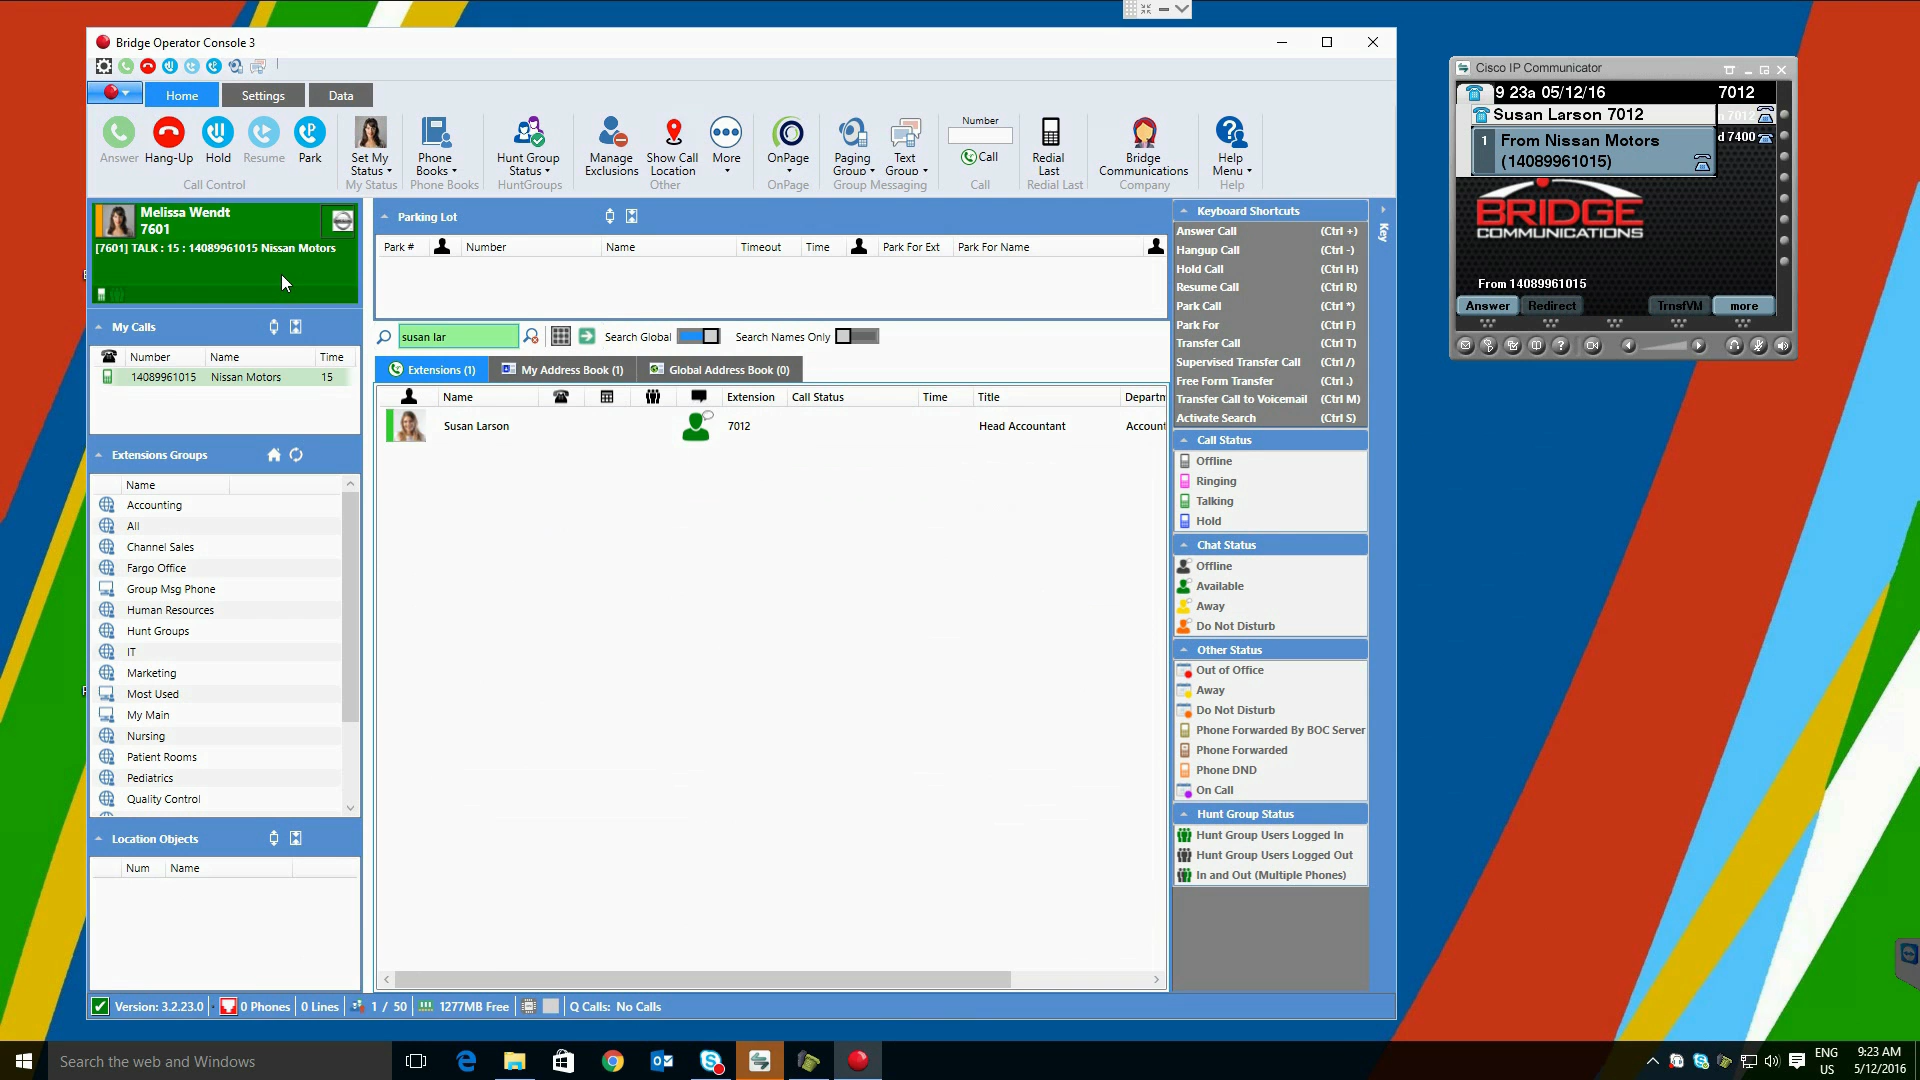 Bridge Operator Console 3
Home
Settings
Data
Answer
Hang-Up
Hold
Resume
Park
Call Control
Set My
Status
My Status
Phone
Books
Phone Books
Hunt Group
Status
HuntGroups
Manage
Exclusions
Show Call
Location
More
Other
OnPage
OnPage
Paging
Group
Text
Group
Group Messaging
Number
Call
Call
Redial
Last
Redial Last
Bridge
Communications
Company
Help
Menu
Help
Melissa Wendt
7601
[7601] TALK : 15 : 14089961015 Nissan Motors
My Calls
Number Name Time
14089961015 Nissan Motors 15
Extensions Groups
Name
Accounting
All
Channel Sales
Fargo Office
Group Msg Phone
Human Resources
Hunt Groups
IT
Marketing
Most Used
My Main
Nursing
Patient Rooms
Pediatrics
Quality Control
Location Objects
Num Name
Parking Lot
Park # Number Name Timeout Time Park For Ext Park For Name
susan lar
Search Global
Search Names Only
Extensions (1)
My Address Book (1)
Global Address Book (0)
Name Extension Call Status Time Title Departn
Susan Larson 7012 Head Accountant Account
Keyboard Shortcuts
Answer Call (Ctrl +)
Hangup Call (Ctrl -)
Hold Call (Ctrl H)
Resume Call (Ctrl R)
Park Call (Ctrl *)
Park For (Ctrl F)
Transfer Call (Ctrl T)
Supervised Transfer Call (Ctrl /)
Free Form Transfer (Ctrl .)
Transfer Call to Voicemail (Ctrl M)
Activate Search (Ctrl S)
Key
Call Status
Offline
Ringing
Talking
Hold
Chat Status
Offline
Available
Away
Do Not Disturb
Other Status
Out of Office
Away
Do Not Disturb
Phone Forwarded By BOC Server
Phone Forwarded
Phone DND
On Call
Hunt Group Status
Hunt Group Users Logged In
Hunt Group Users Logged Out
In and Out (Multiple Phones)
Version: 3.2.23.0
0 Phones
0 Lines
1 / 50
1277MB Free
Q Calls: No Calls
Cisco IP Communicator
9 23a 05/12/16 7012
Susan Larson 7012
1 From Nissan Motors
(14089961015)
d 7400
BRIDGE
COMMUNICATIONS
From 14089961015
Answer
Redirect
TrnsfVM
more
Search the web and Windows
ENG
US
9:23 AM
5/12/2016